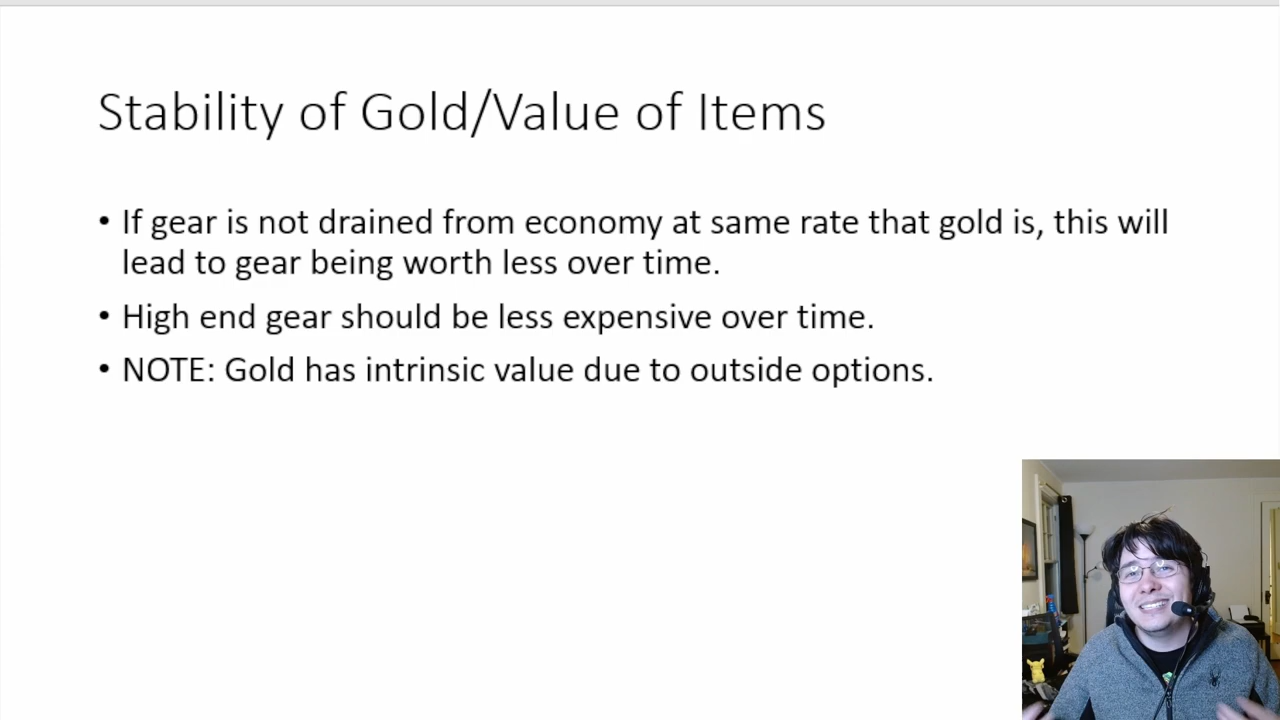 Stability of Gold/Value of Items
• If gear is not drained from economy at same rate that gold is, this will
lead to gear being worth less over time.
• High end gear should be less expensive over time.
• NOTE: Gold has intrinsic value due to outside options.